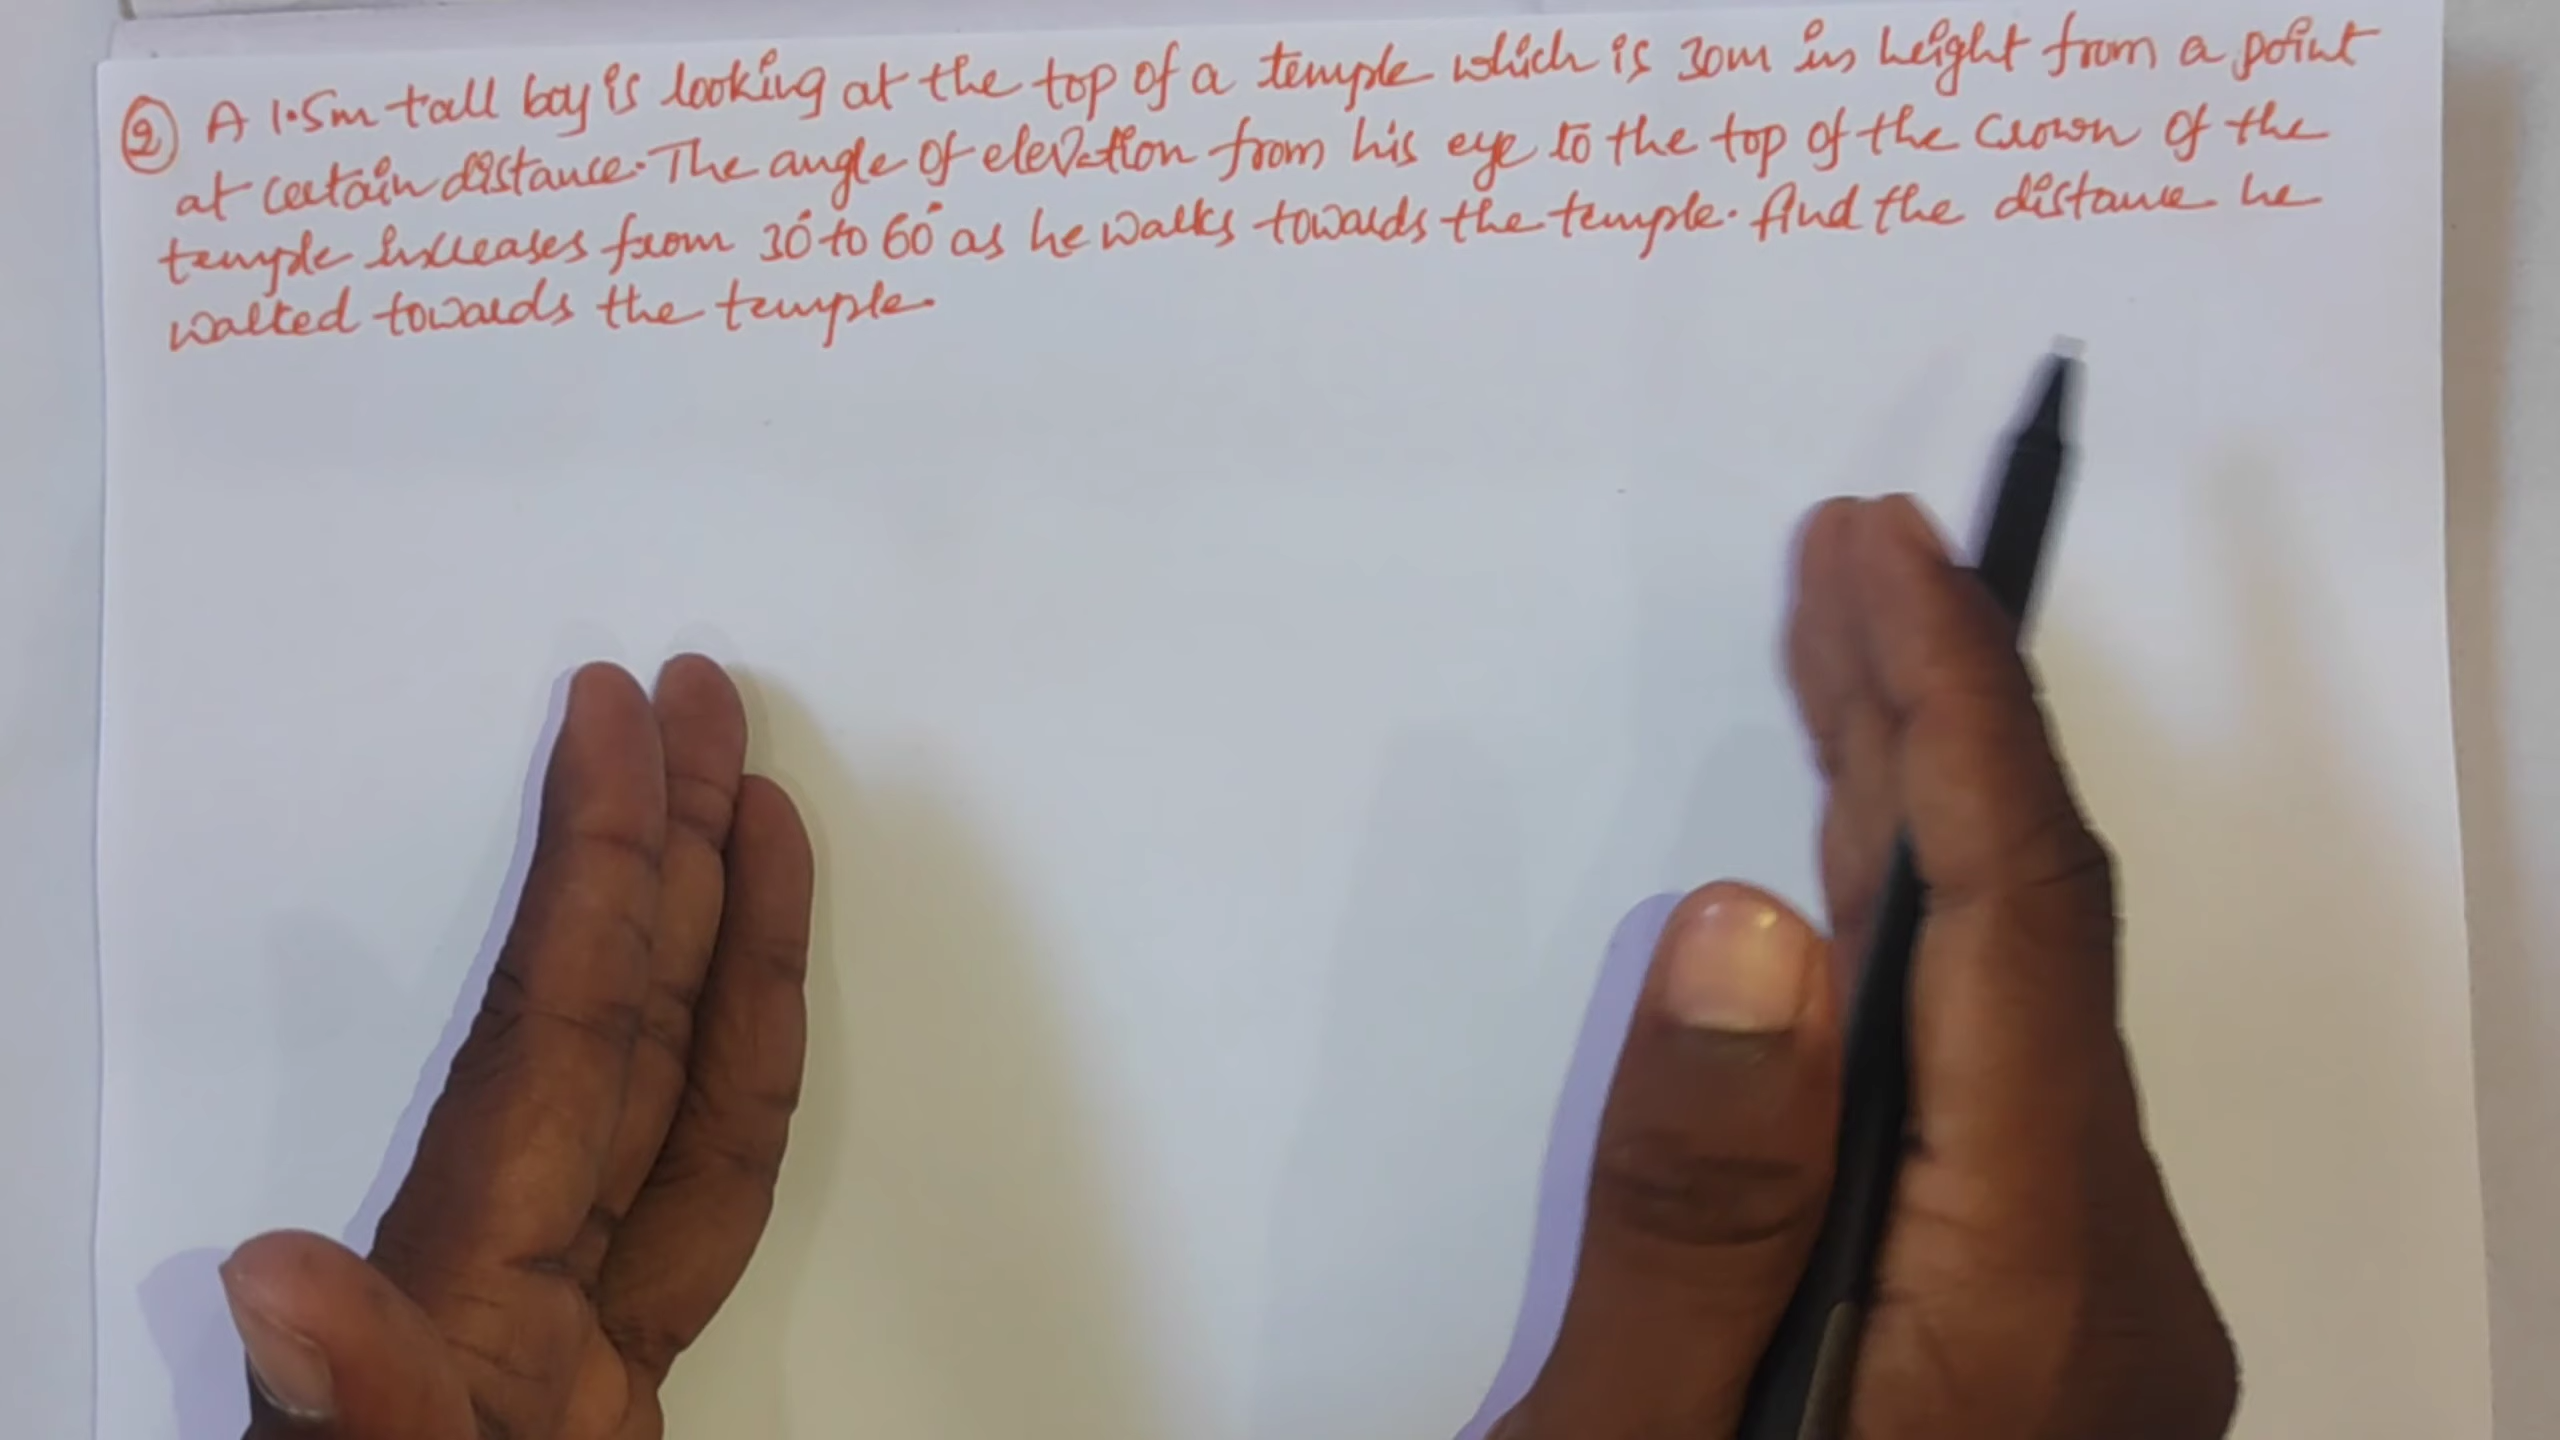 ② A 1.5m tall boy is looking at the top of a temple which is 30m in height from a point
at certain distance. The angle of elevation from his eye to the top of the crown of the
temple increases from 30° to 60° as he walks towards the temple. Find the distance he
walked towards the temple.